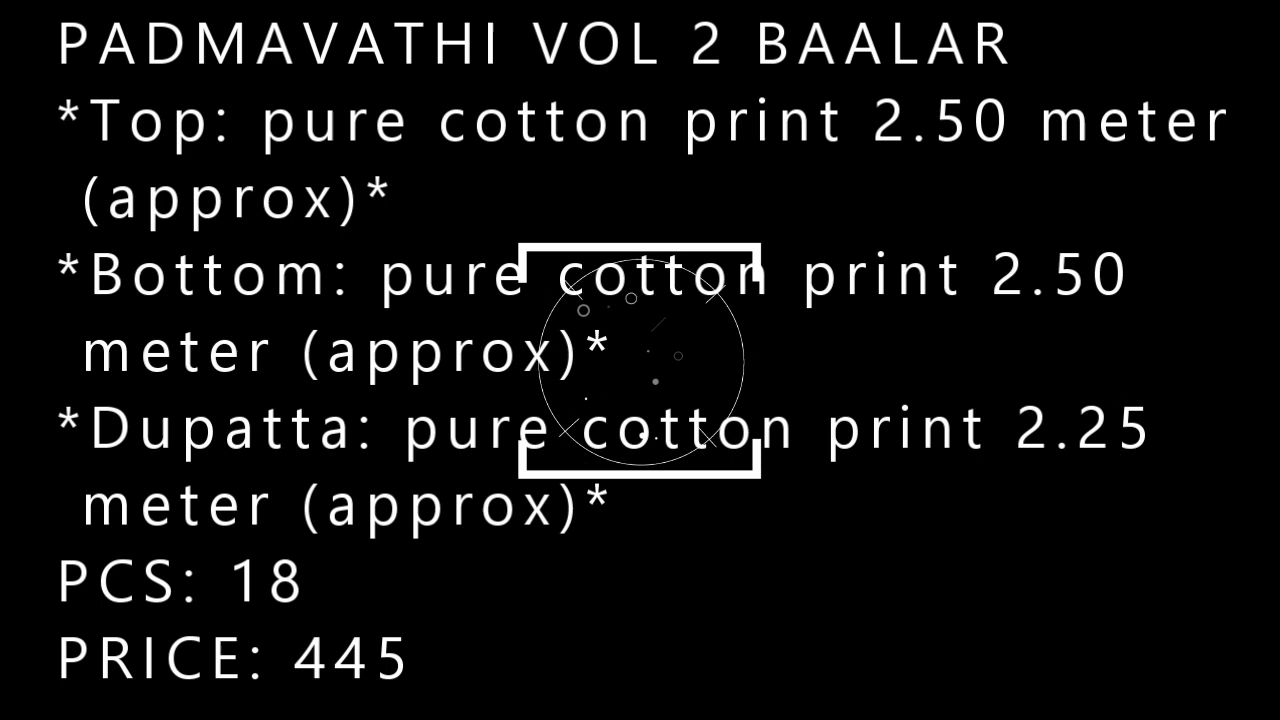 PADMAVATHI VOL 2 BAALAR
*Top: pure cotton print 2.50 meter
(approx)*
*Bottom: pure cotton print 2.50
meter (approx)*
*Dupatta: pure cotton print 2.25
meter (approx)*
PCS: 18
PRICE: 445